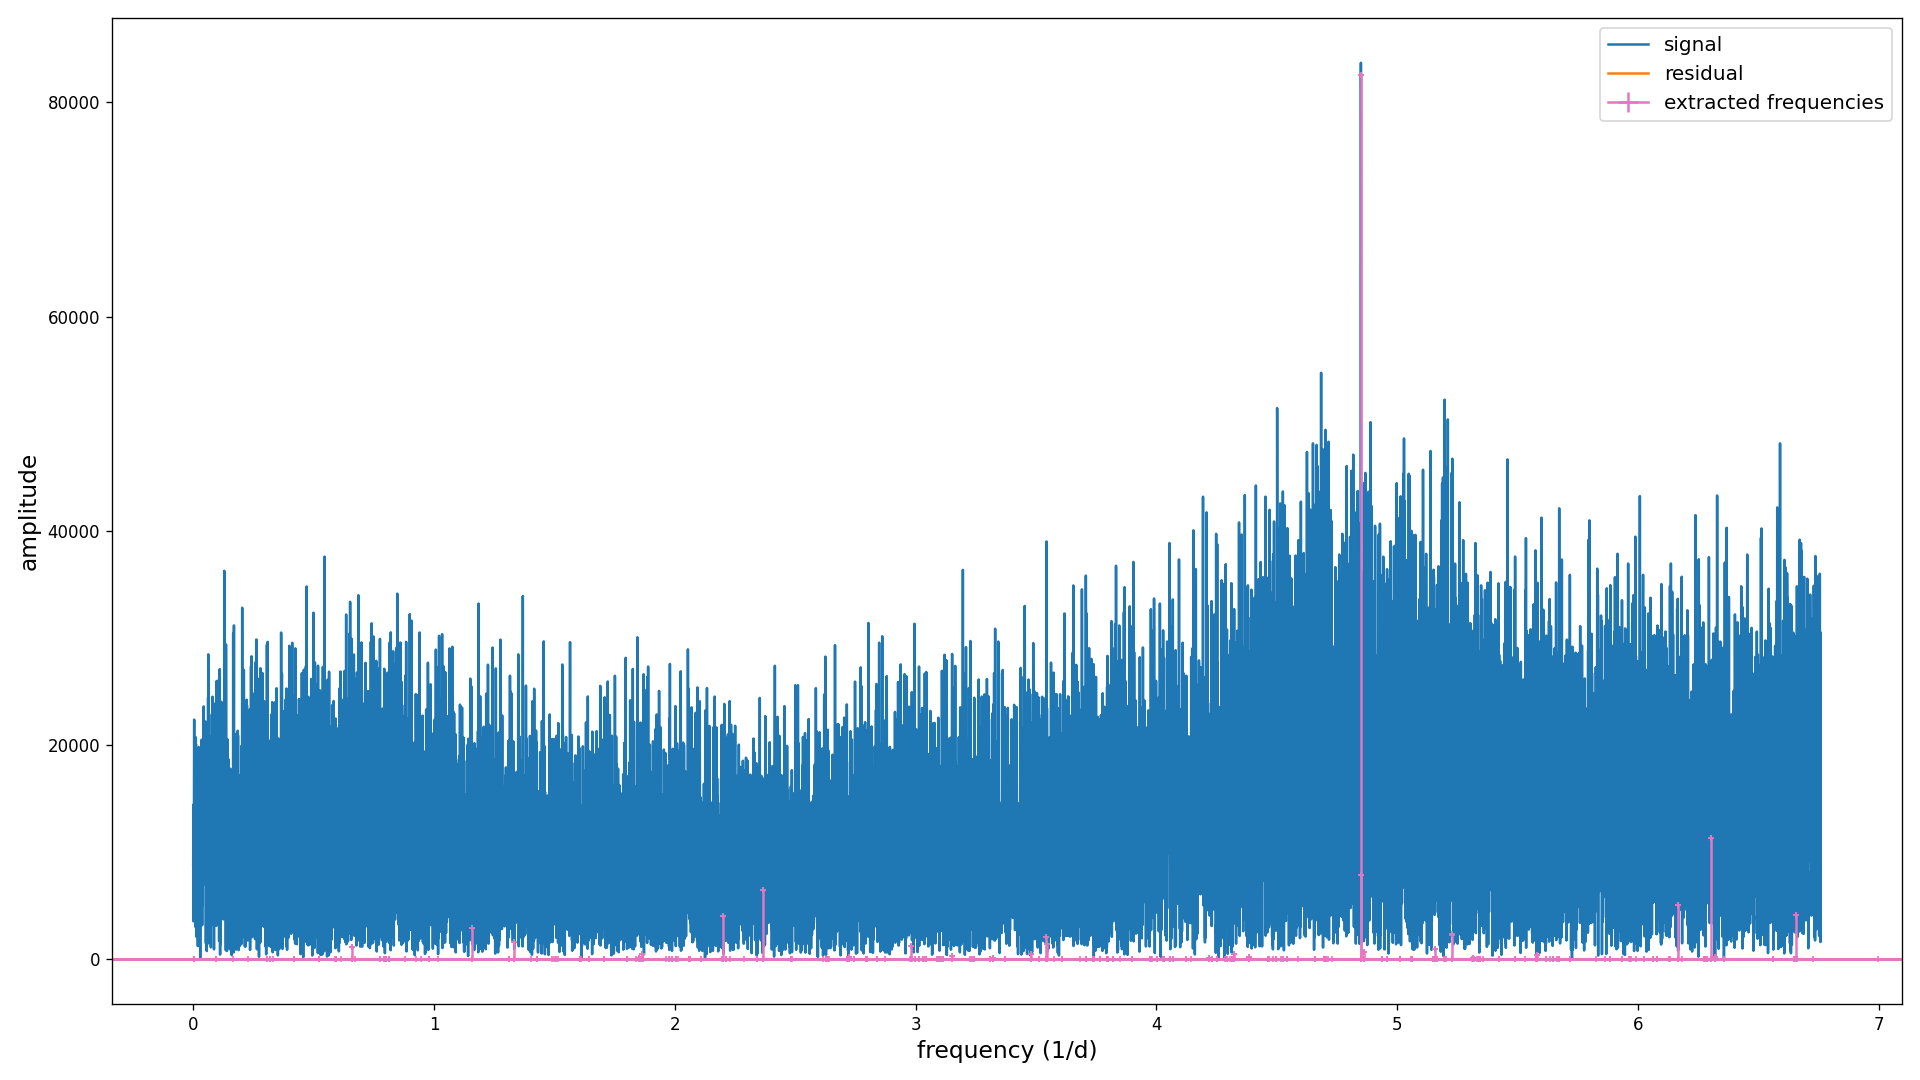 signal
residual
extracted frequencies
80000
60000
40000
20000
0
amplitude
0 1 2 3 4 5 6 7
frequency (1/d)